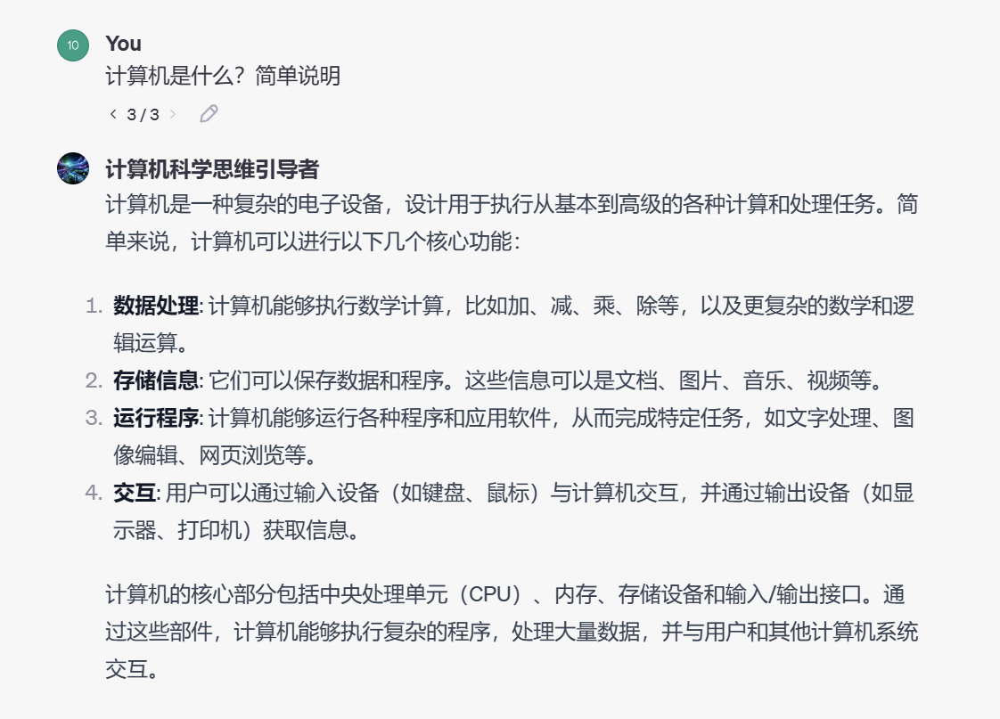 10
You
计算机是什么？简单说明
3 / 3
计算机科学思维引导者
计算机是一种复杂的电子设备，设计用于执行从基本到高级的各种计算和处理任务。简
单来说，计算机可以进行以下几个核心功能：
1. 数据处理: 计算机能够执行数学计算，比如加、减、乘、除等，以及更复杂的数学和逻
辑运算。
2. 存储信息: 它们可以保存数据和程序。这些信息可以是文档、图片、音乐、视频等。
3. 运行程序: 计算机能够运行各种程序和应用软件，从而完成特定任务，如文字处理、图
像编辑、网页浏览等。
4. 交互: 用户可以通过输入设备（如键盘、鼠标）与计算机交互，并通过输出设备（如显
示器、打印机）获取信息。
计算机的核心部分包括中央处理单元（CPU）、内存、存储设备和输入/输出接口。通
过这些部件，计算机能够执行复杂的程序，处理大量数据，并与用户和其他计算机系统
交互。